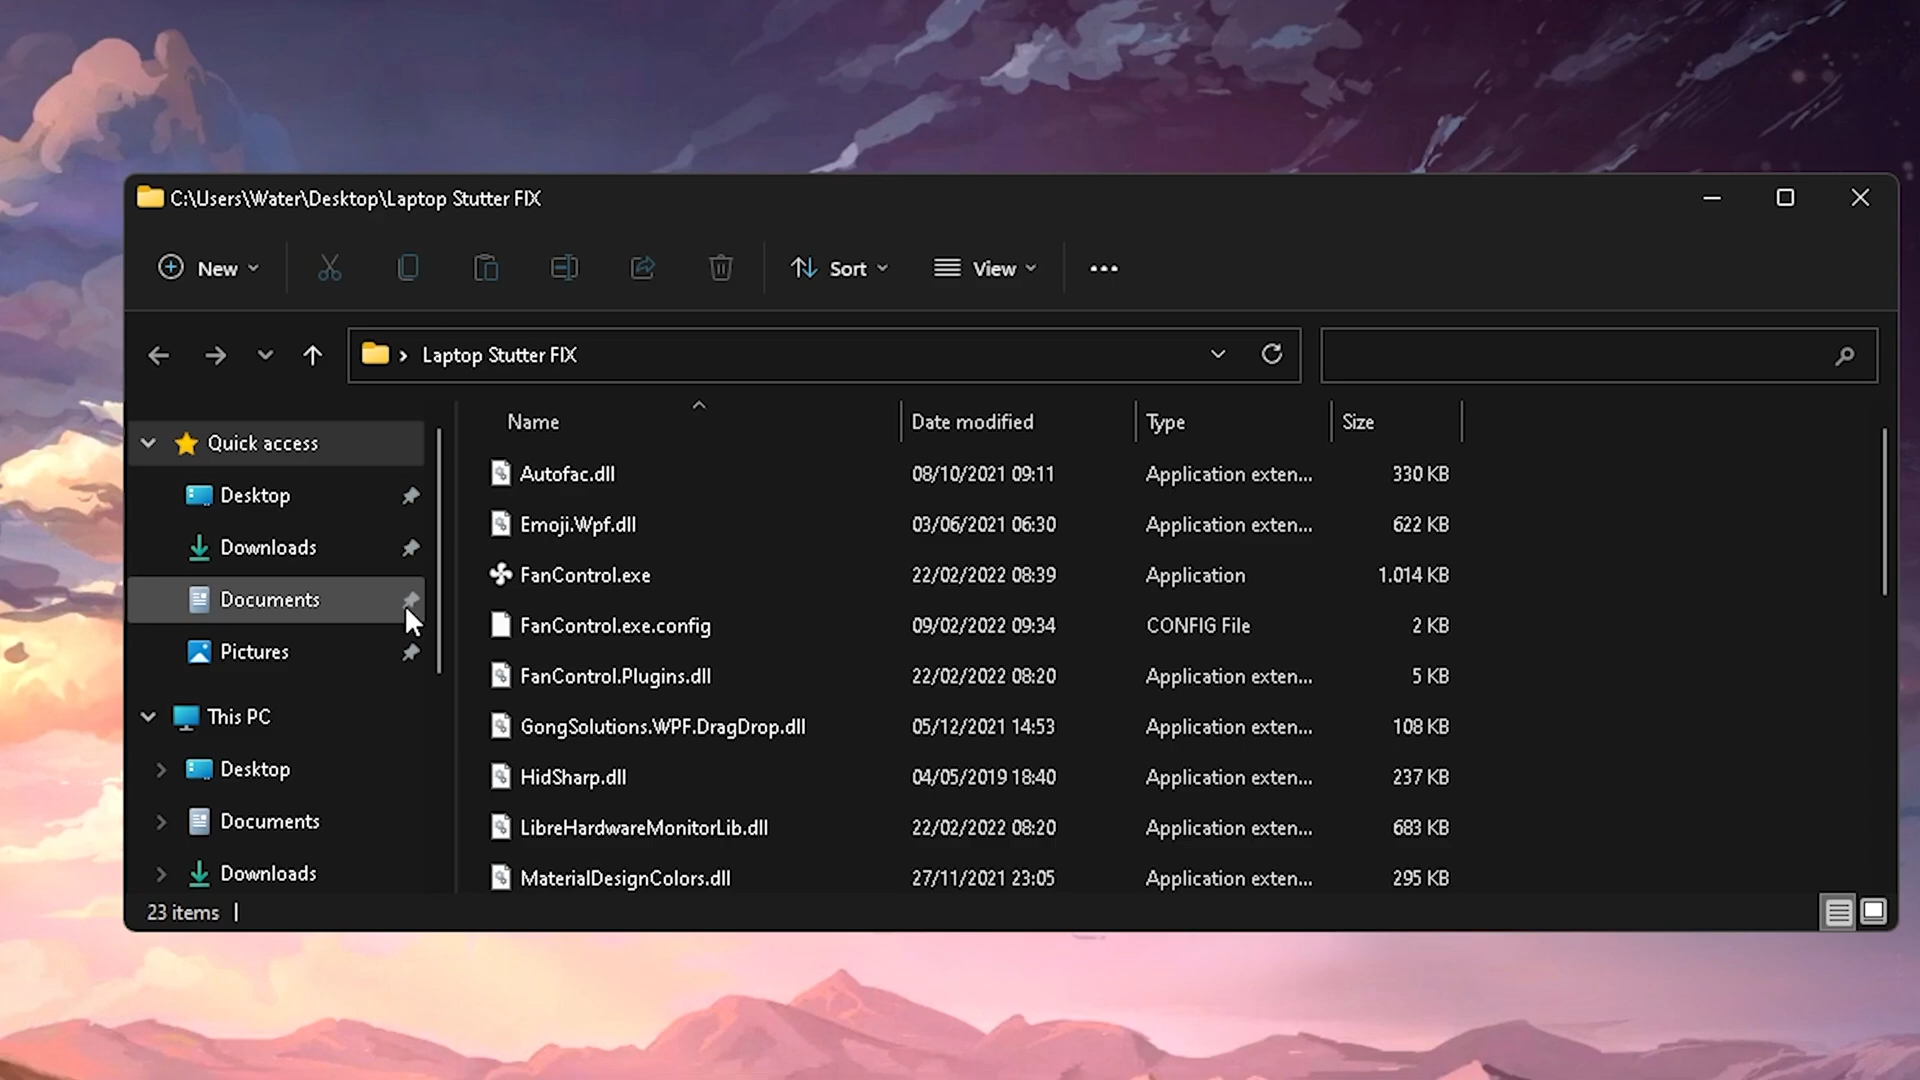 C:\Users\Water\Desktop\Laptop Stutter FIX
New
Sort
View
Laptop Stutter FIX
Name Date modified Type Size
Quick access
Desktop
Downloads
Documents
Pictures
This PC
Desktop
Documents
Downloads
Autofac.dll 08/10/2021 09:11 Application exten... 330 KB
Emoji.Wpf.dll 03/06/2021 06:30 Application exten... 622 KB
FanControl.exe 22/02/2022 08:39 Application 1.014 KB
FanControl.exe.config 09/02/2022 09:34 CONFIG File 2 KB
FanControl.Plugins.dll 22/02/2022 08:20 Application exten... 5 KB
GongSolutions.WPF.DragDrop.dll 05/12/2021 14:53 Application exten... 108 KB
HidSharp.dll 04/05/2019 18:40 Application exten... 237 KB
LibreHardwareMonitorLib.dll 22/02/2022 08:20 Application exten... 683 KB
MaterialDesignColors.dll 27/11/2021 23:05 Application exten... 295 KB
23 items